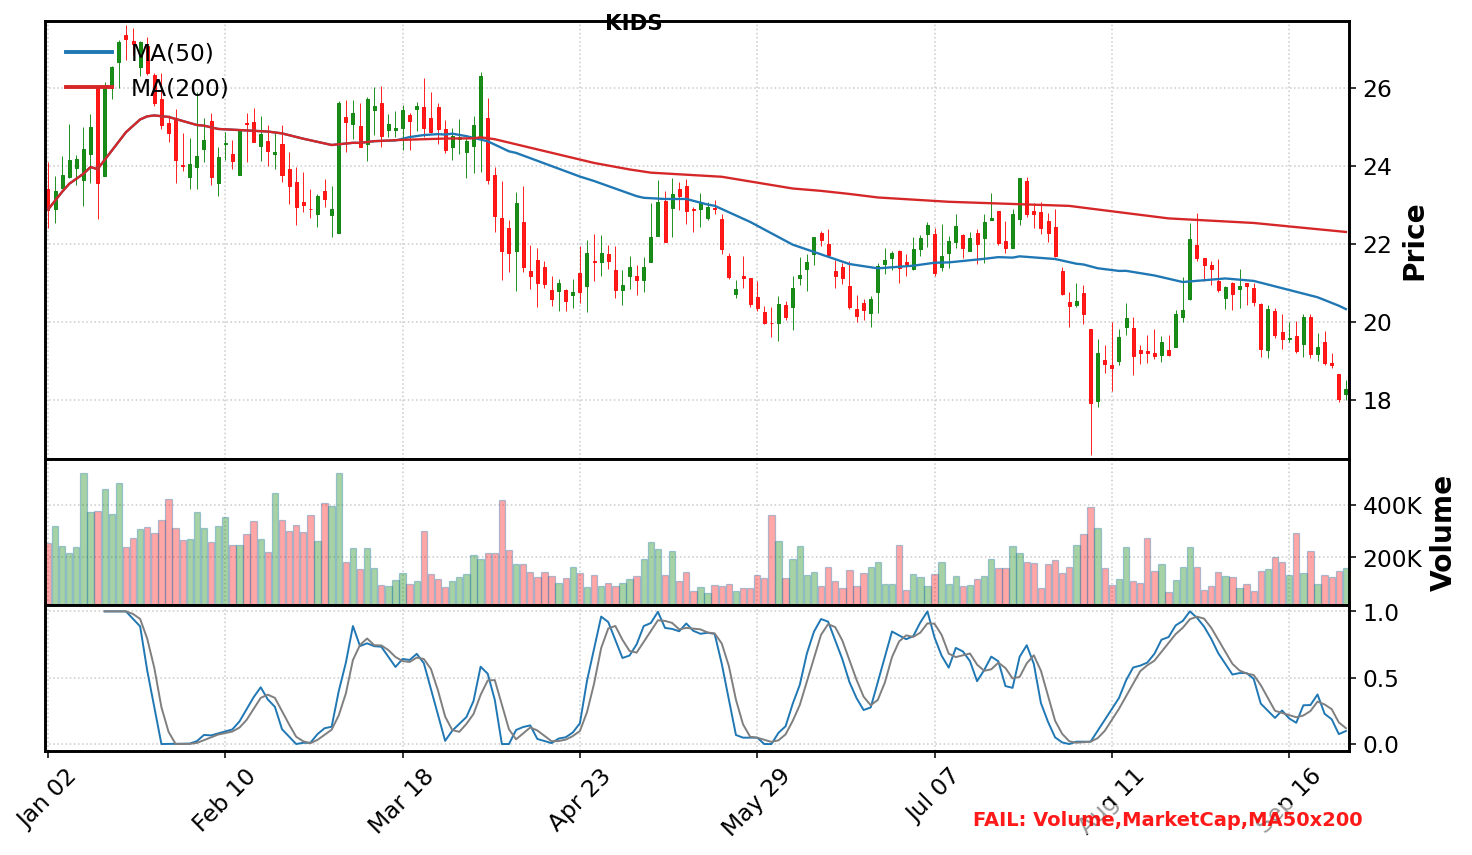 KIDS
MA(50)
MA(200)
26
24
22
20
18
Price
400K
200K
Volume
1.0
0.5
0.0
Jan 02
Feb 10
Mar 18
Apr 23
May 29
Jul 07
Aug 11
Sep 16
FAIL: Volume,MarketCap,MA50x200